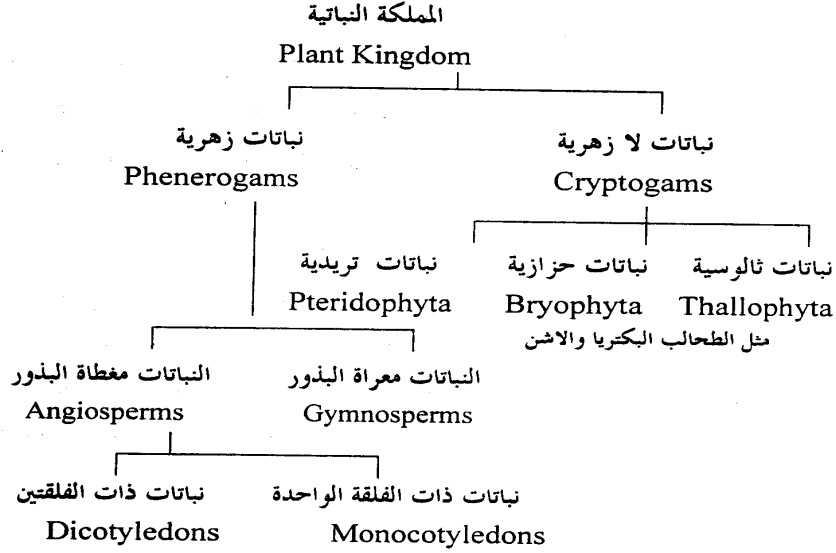 المملكة النباتية
Plant Kingdom
نباتات لا زهرية
Cryptogams
نباتات زهرية
Phenerogams
نباتات ثالوسية
Thallophyta
نباتات حزازية
Bryophyta
نباتات تريدية
Pteridophyta
مثل الطحالب البكتريا والاشن
النباتات معراة البذور
Gymnosperms
النباتات مغطاة البذور
Angiosperms
نباتات ذات الفلقة الواحدة
Monocotyledons
نباتات ذات الفلقتين
Dicotyledons